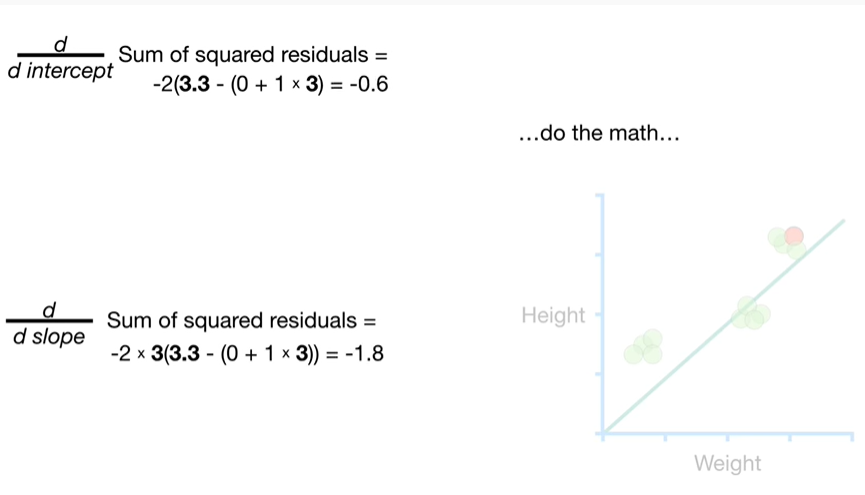 d
d intercept
Sum of squared residuals =
-2(3.3 - (0 + 1 × 3) = -0.6
...do the math...
d
d slope
Sum of squared residuals =
-2 × 3(3.3 - (0 + 1 × 3)) = -1.8
Height
Weight